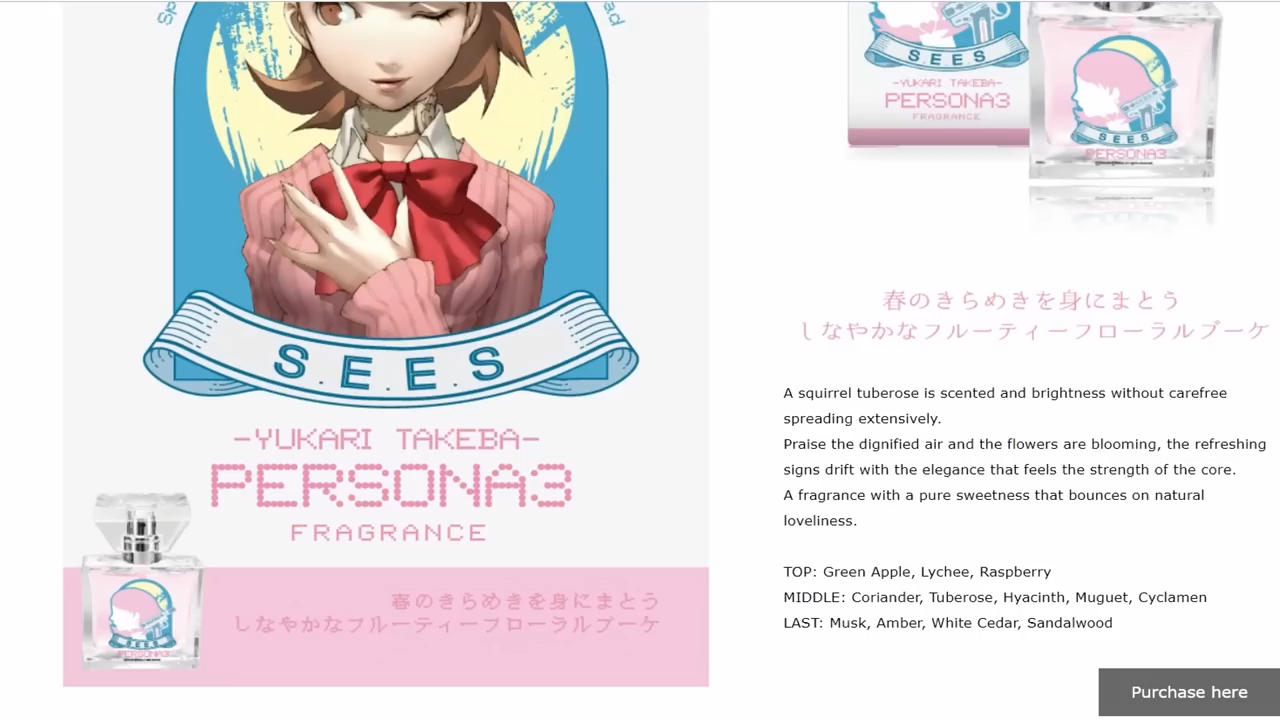 S.E.E.S
-YUKARI TAKEBA-
PERSONA3
FRAGRANCE
春のきらめきを身にまとう
しなやかなフルーティーフローラルブーケ
S.E.E.S
PERSONA3
S.E.E.S
-YUKARI TAKEBA-
PERSONA3
FRAGRANCE
S.E.E.S
PERSONA3
春のきらめきを身にまとう
しなやかなフルーティーフローラルブーケ
A squirrel tuberose is scented and brightness without carefree
spreading extensively.
Praise the dignified air and the flowers are blooming, the refreshing
signs drift with the elegance that feels the strength of the core.
A fragrance with a pure sweetness that bounces on natural
loveliness.
TOP: Green Apple, Lychee, Raspberry
MIDDLE: Coriander, Tuberose, Hyacinth, Muguet, Cyclamen
LAST: Musk, Amber, White Cedar, Sandalwood
Purchase here